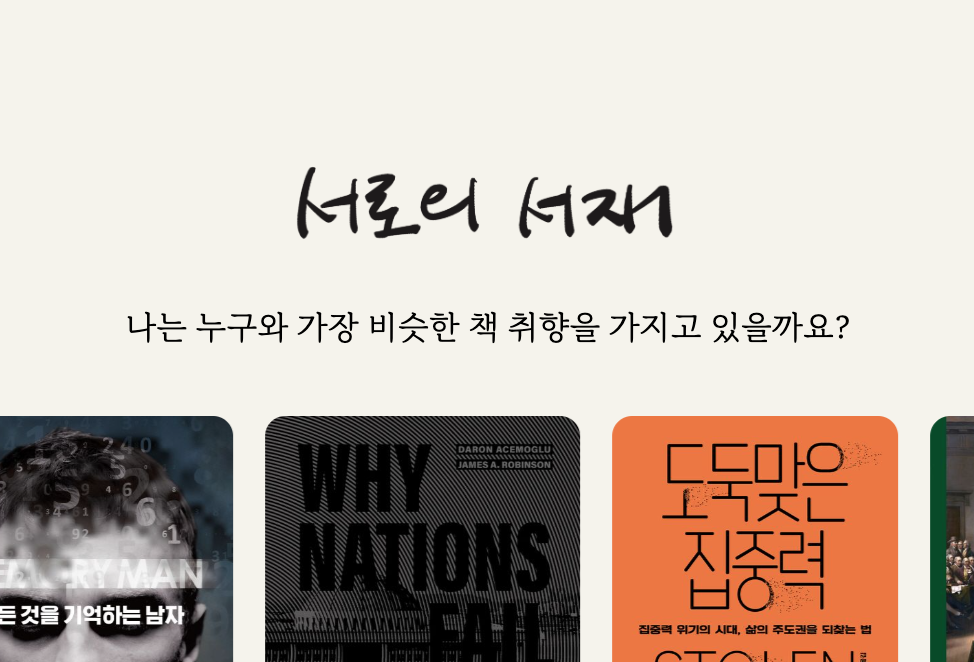 서로의 서재
나는 누구와 가장 비슷한 책 취향을 가지고 있을까요?
RYMAN
것을 기억하는 남자
WHY
NATIONS
FAIL
DARON ACEMOGLU
JAMES A. ROBINSON
도둑맞은
집중력
집중력 위기의 시대, 삶의 주도권을 되찾는 법
STOLEN